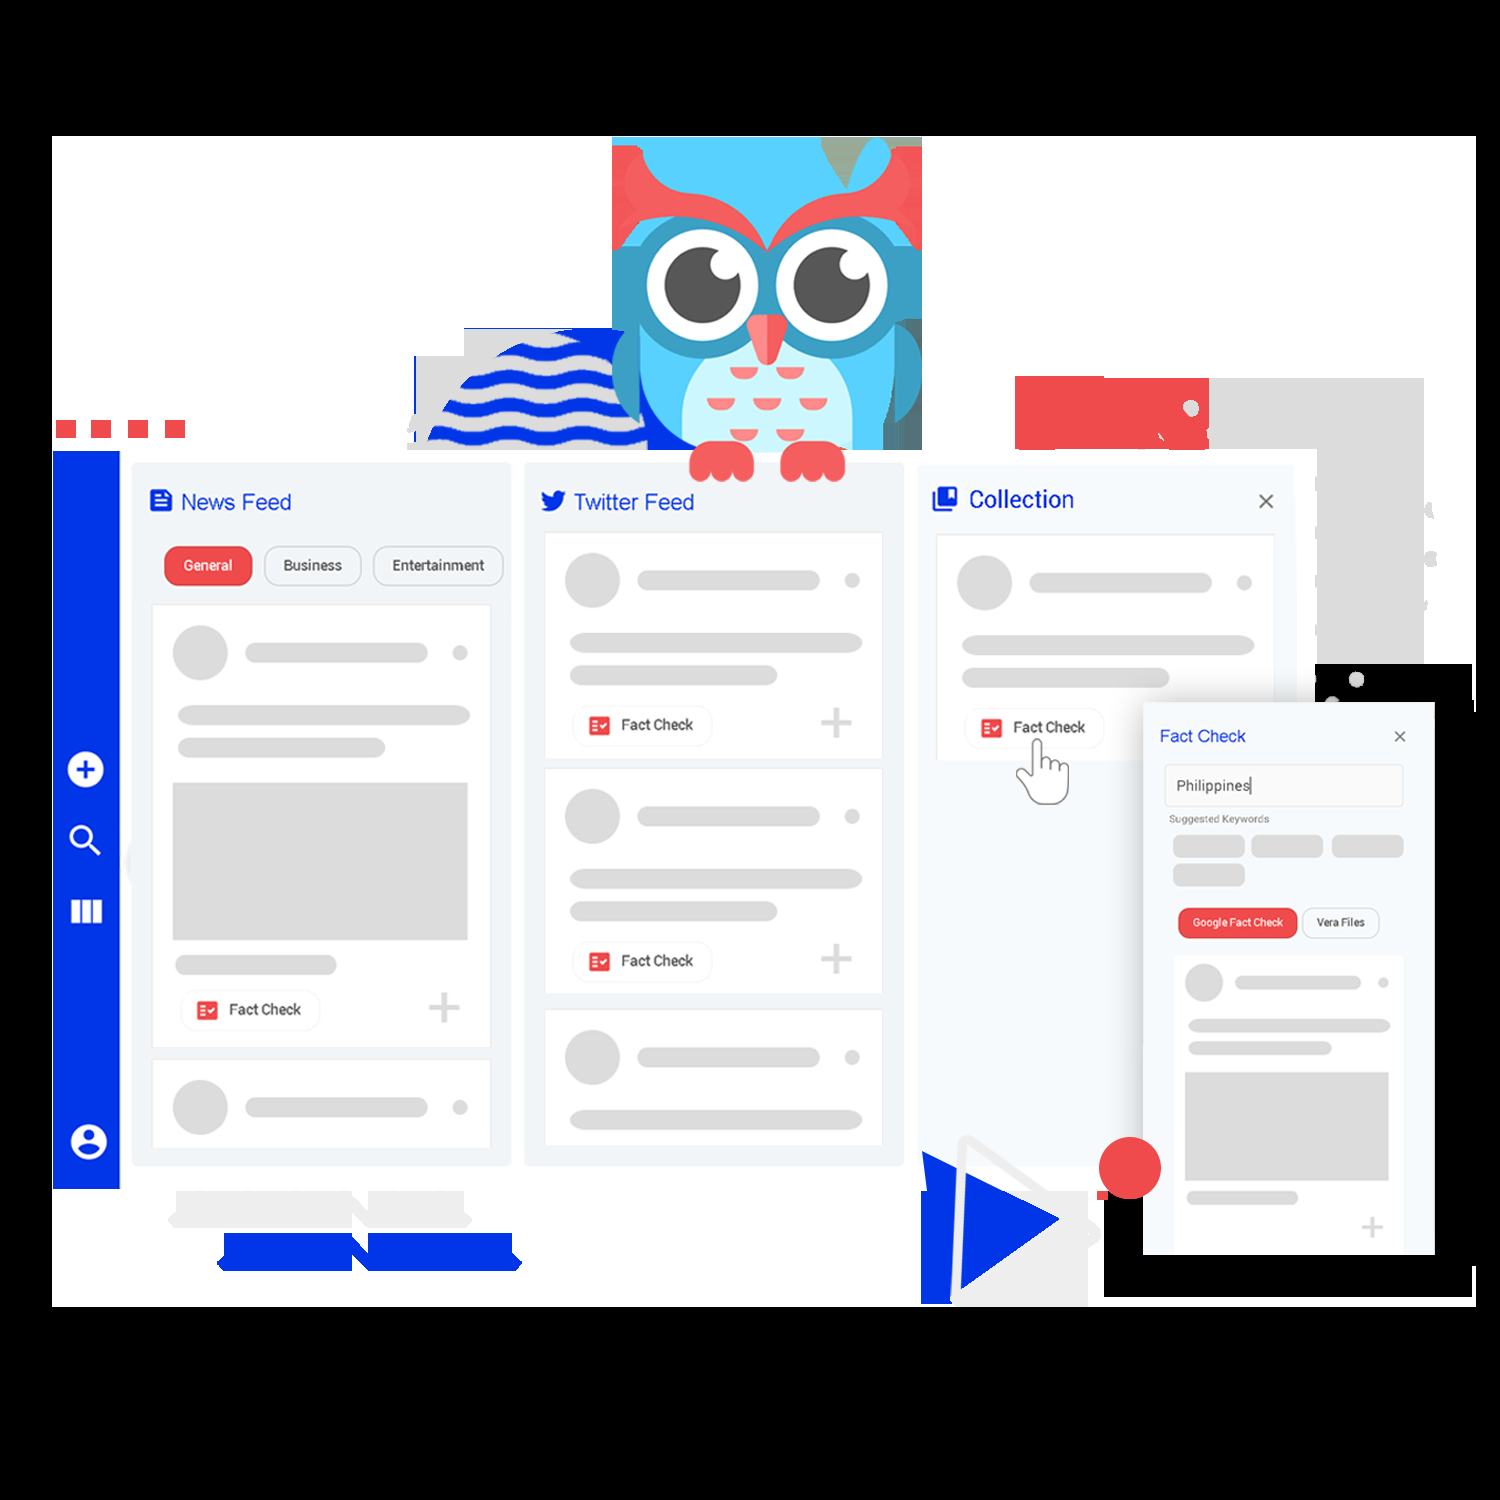 News Feed
General
Business
Entertainment
Fact Check
Twitter Feed
Fact Check
Fact Check
Collection
Fact Check
Fact Check
Philippines
Suggested Keywords
Google Fact Check
Vera Files